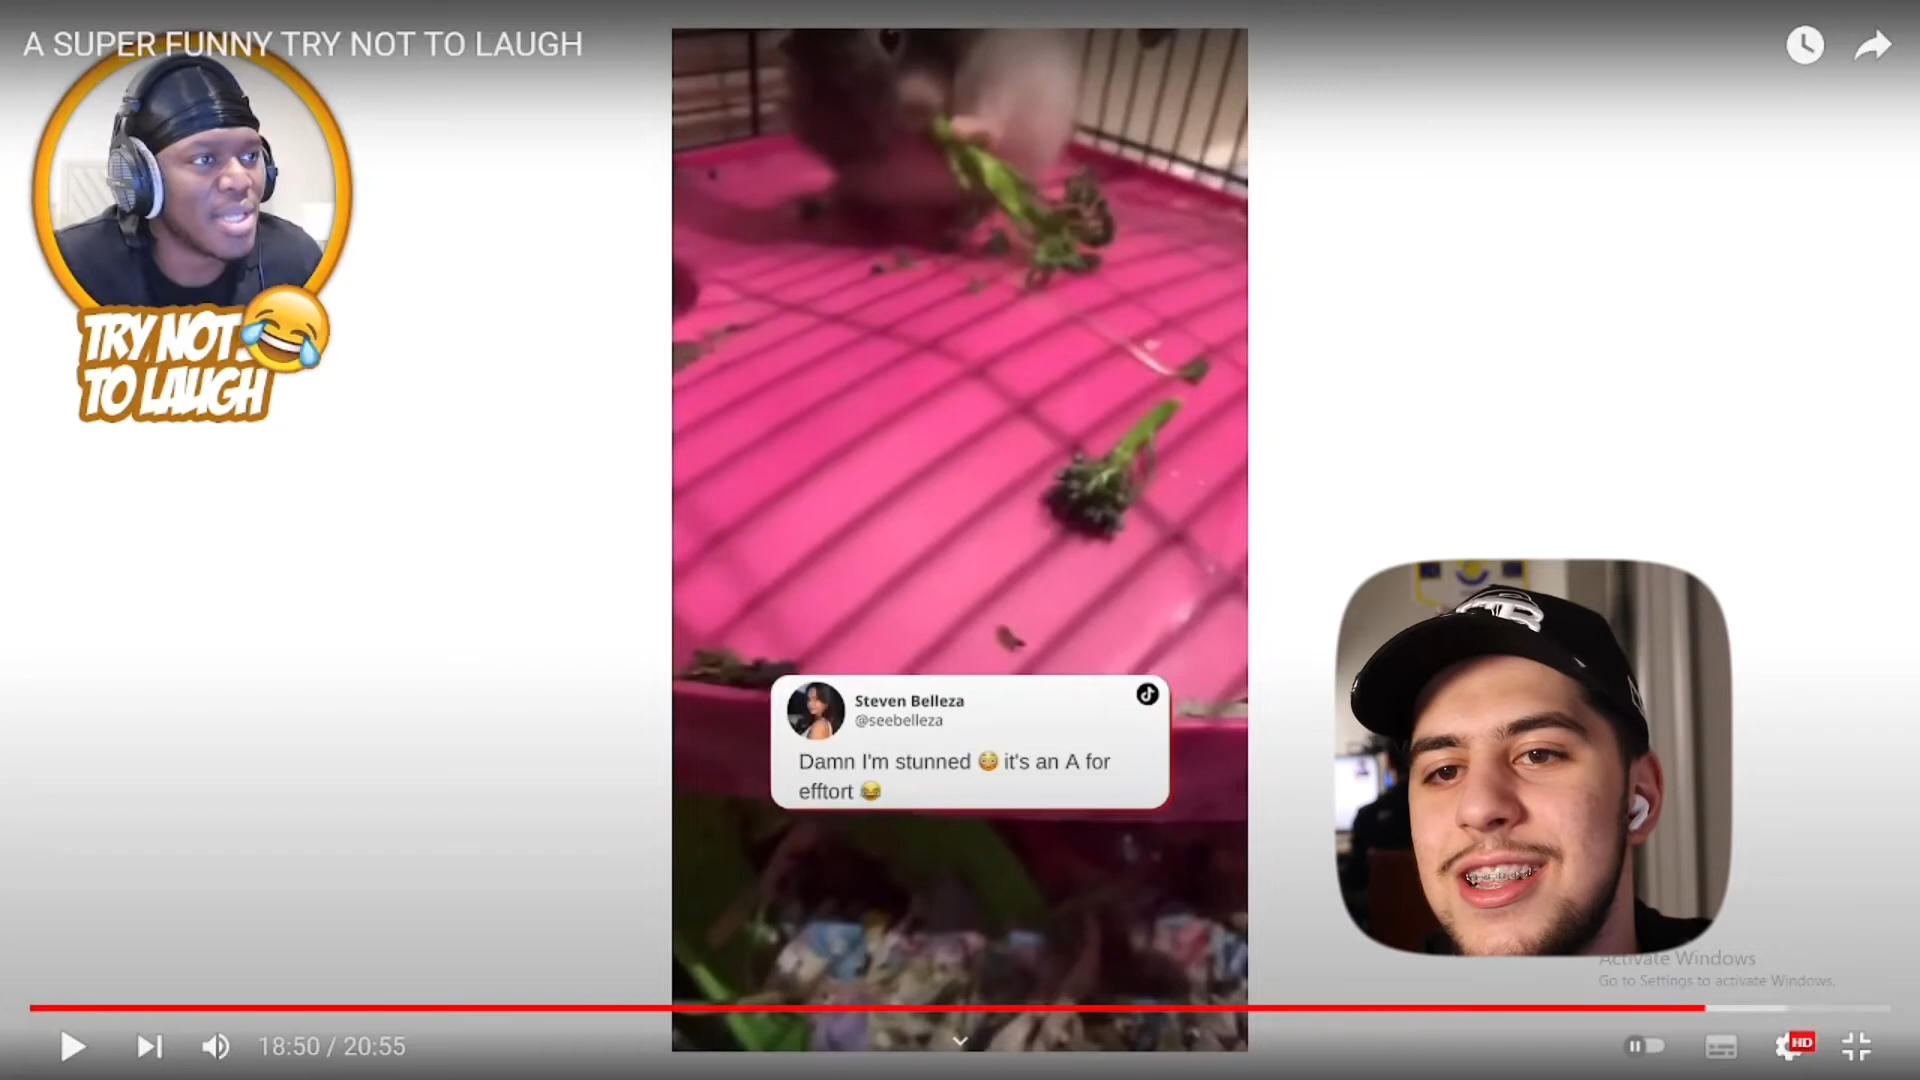 A SUPER FUNNY TRY NOT TO LAUGH
TRY NOT
TO LAUGH
Steven Belleza
@seebelleza
Damn I'm stunned 😳 it's an A for
efftort 😂
Activate Windows
Go to Settings to activate Windows.
18:50 / 20:55
HD